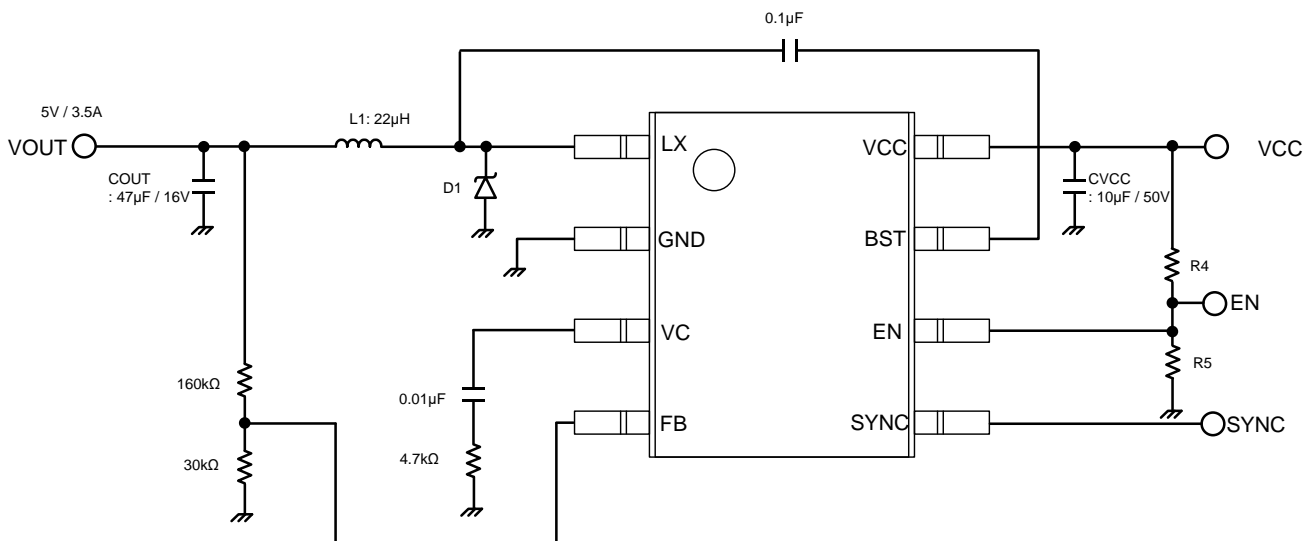 0.1µF
5V / 3.5A
L1: 22µH
VOUT
LX
VCC
VCC
COUT
: 47µF / 16V
D1
CVCC
: 10µF / 50V
GND
BST
R4
EN
VC
EN
R5
160kΩ
0.01µF
FB
SYNC
SYNC
30kΩ
4.7kΩ